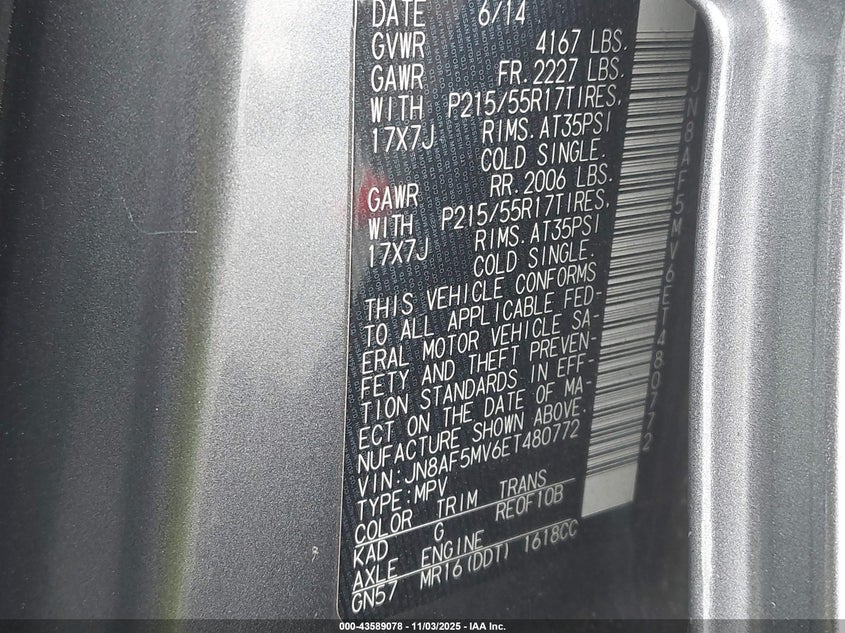 DATE 6/14
GVWR 4167 LBS.
GAWR FR. 2227 LBS.
WITH P215/55R17TIRES.
17X7J RIMS. AT35PSI
COLD SINGLE.
GAWR RR. 2006 LBS.
WITH P215/55R17TIRES.
17X7J RIMS. AT35PSI
COLD SINGLE.
THIS VEHICLE CONFORMS
TO ALL APPLICABLE FED-
ERAL MOTOR VEHICLE SA-
FETY AND THEFT PREVEN-
TION STANDARDS IN EFF-
ECT ON THE DATE OF MA-
NUFACTURE SHOWN ABOVE.
VIN:JN8AF5MV6ET480772
TYPE:MPV
COLOR TRIM TRANS
KAD G RE0F10B
AXLE ENGINE
GN57 MR16(DDT) 1618CC
JN8AF5MV6ET480772
000-43589078 - 11/03/2025 - IAA Inc.